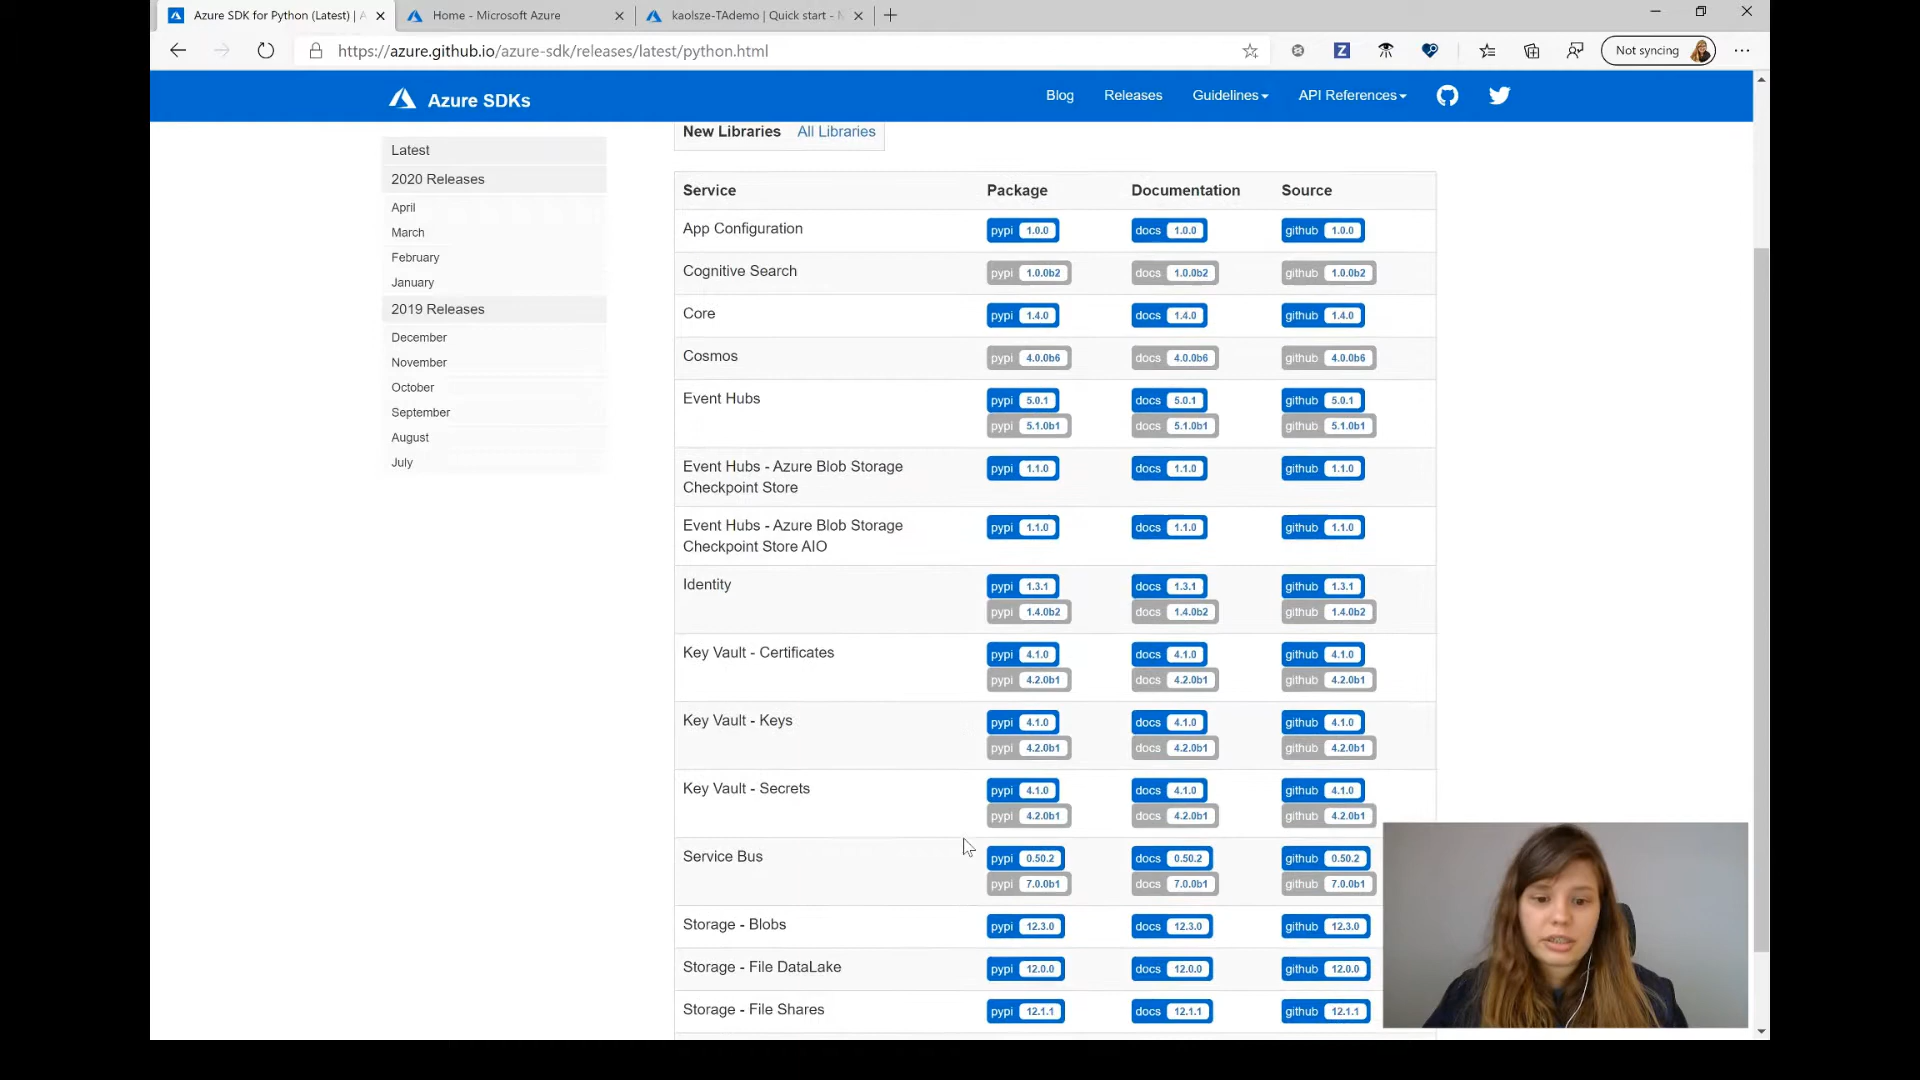 Azure SDK for Python (Latest) | A
Home - Microsoft Azure
kaolsze-TAdemo | Quick start -
https://azure.github.io/azure-sdk/releases/latest/python.html
Not syncing
Azure SDKs
Blog
Releases
Guidelines
API References
Latest
2020 Releases
April
March
February
January
2019 Releases
December
November
October
September
August
July
New Libraries All Libraries
Service Package Documentation Source
App Configuration pypi 1.0.0 docs 1.0.0 github 1.0.0
Cognitive Search pypi 1.0.0b2 docs 1.0.0b2 github 1.0.0b2
Core pypi 1.4.0 docs 1.4.0 github 1.4.0
Cosmos pypi 4.0.0b6 docs 4.0.0b6 github 4.0.0b6
Event Hubs pypi 5.0.1 docs 5.0.1 github 5.0.1
pypi 5.1.0b1 docs 5.1.0b1 github 5.1.0b1
Event Hubs - Azure Blob Storage pypi 1.1.0 docs 1.1.0 github 1.1.0
Checkpoint Store
Event Hubs - Azure Blob Storage pypi 1.1.0 docs 1.1.0 github 1.1.0
Checkpoint Store AIO
Identity pypi 1.3.1 docs 1.3.1 github 1.3.1
pypi 1.4.0b2 docs 1.4.0b2 github 1.4.0b2
Key Vault - Certificates pypi 4.1.0 docs 4.1.0 github 4.1.0
pypi 4.2.0b1 docs 4.2.0b1 github 4.2.0b1
Key Vault - Keys pypi 4.1.0 docs 4.1.0 github 4.1.0
pypi 4.2.0b1 docs 4.2.0b1 github 4.2.0b1
Key Vault - Secrets pypi 4.1.0 docs 4.1.0 github 4.1.0
pypi 4.2.0b1 docs 4.2.0b1 github 4.2.0b1
Service Bus pypi 0.50.2 docs 0.50.2 github 0.50.2
pypi 7.0.0b1 docs 7.0.0b1 github 7.0.0b1
Storage - Blobs pypi 12.3.0 docs 12.3.0 github 12.3.0
Storage - File DataLake pypi 12.0.0 docs 12.0.0 github 12.0.0
Storage - File Shares pypi 12.1.1 docs 12.1.1 github 12.1.1